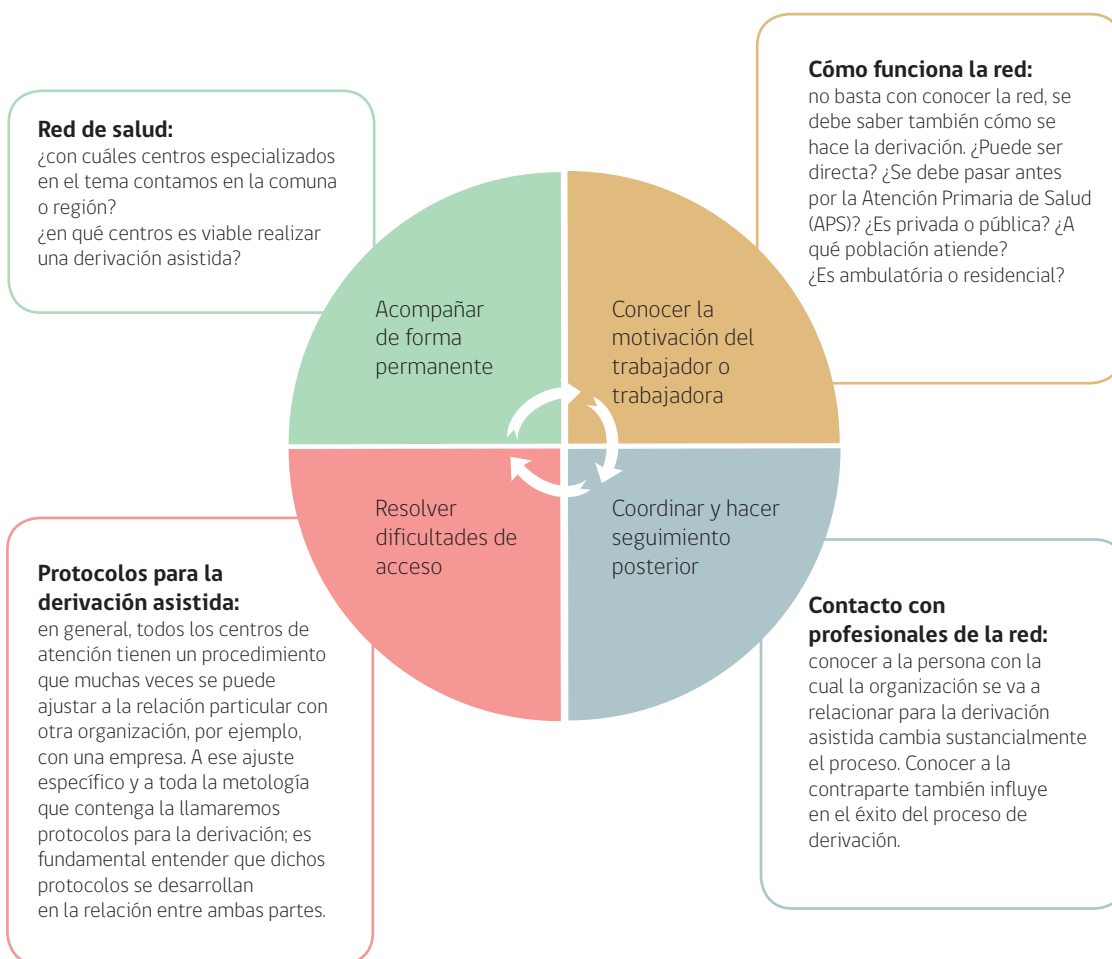 Red de salud:
¿con cuáles centros especializados
en el tema contamos en la comuna
o región?
¿en qué centros es viable realizar
una derivación asistida?
Cómo funciona la red:
no basta con conocer la red, se
debe saber también cómo se
hace la derivación. ¿Puede ser
directa? ¿Se debe pasar antes
por la Atención Primaria de Salud
(APS)? ¿Es privada o pública? ¿A
qué población atiende?
¿Es ambulatória o residencial?
Acompañar
de forma
permanente
Conocer la
motivación del
trabajador o
trabajadora
Resolver
dificultades de
acceso
Coordinar y hacer
seguimiento
posterior
Protocolos para la
derivación asistida:
en general, todos los centros de
atención tienen un procedimiento
que muchas veces se puede
ajustar a la relación particular con
otra organización, por ejemplo,
con una empresa. A ese ajuste
específico y a toda la metología
que contenga la llamaremos
protocolos para la derivación; es
fundamental entender que dichos
protocolos se desarrollan
en la relación entre ambas partes.
Contacto con
profesionales de la red:
conocer a la persona con la
cual la organización se va a
relacionar para la derivación
asistida cambia sustancialmente
el proceso. Conocer a la
contraparte también influye
en el éxito del proceso de
derivación.